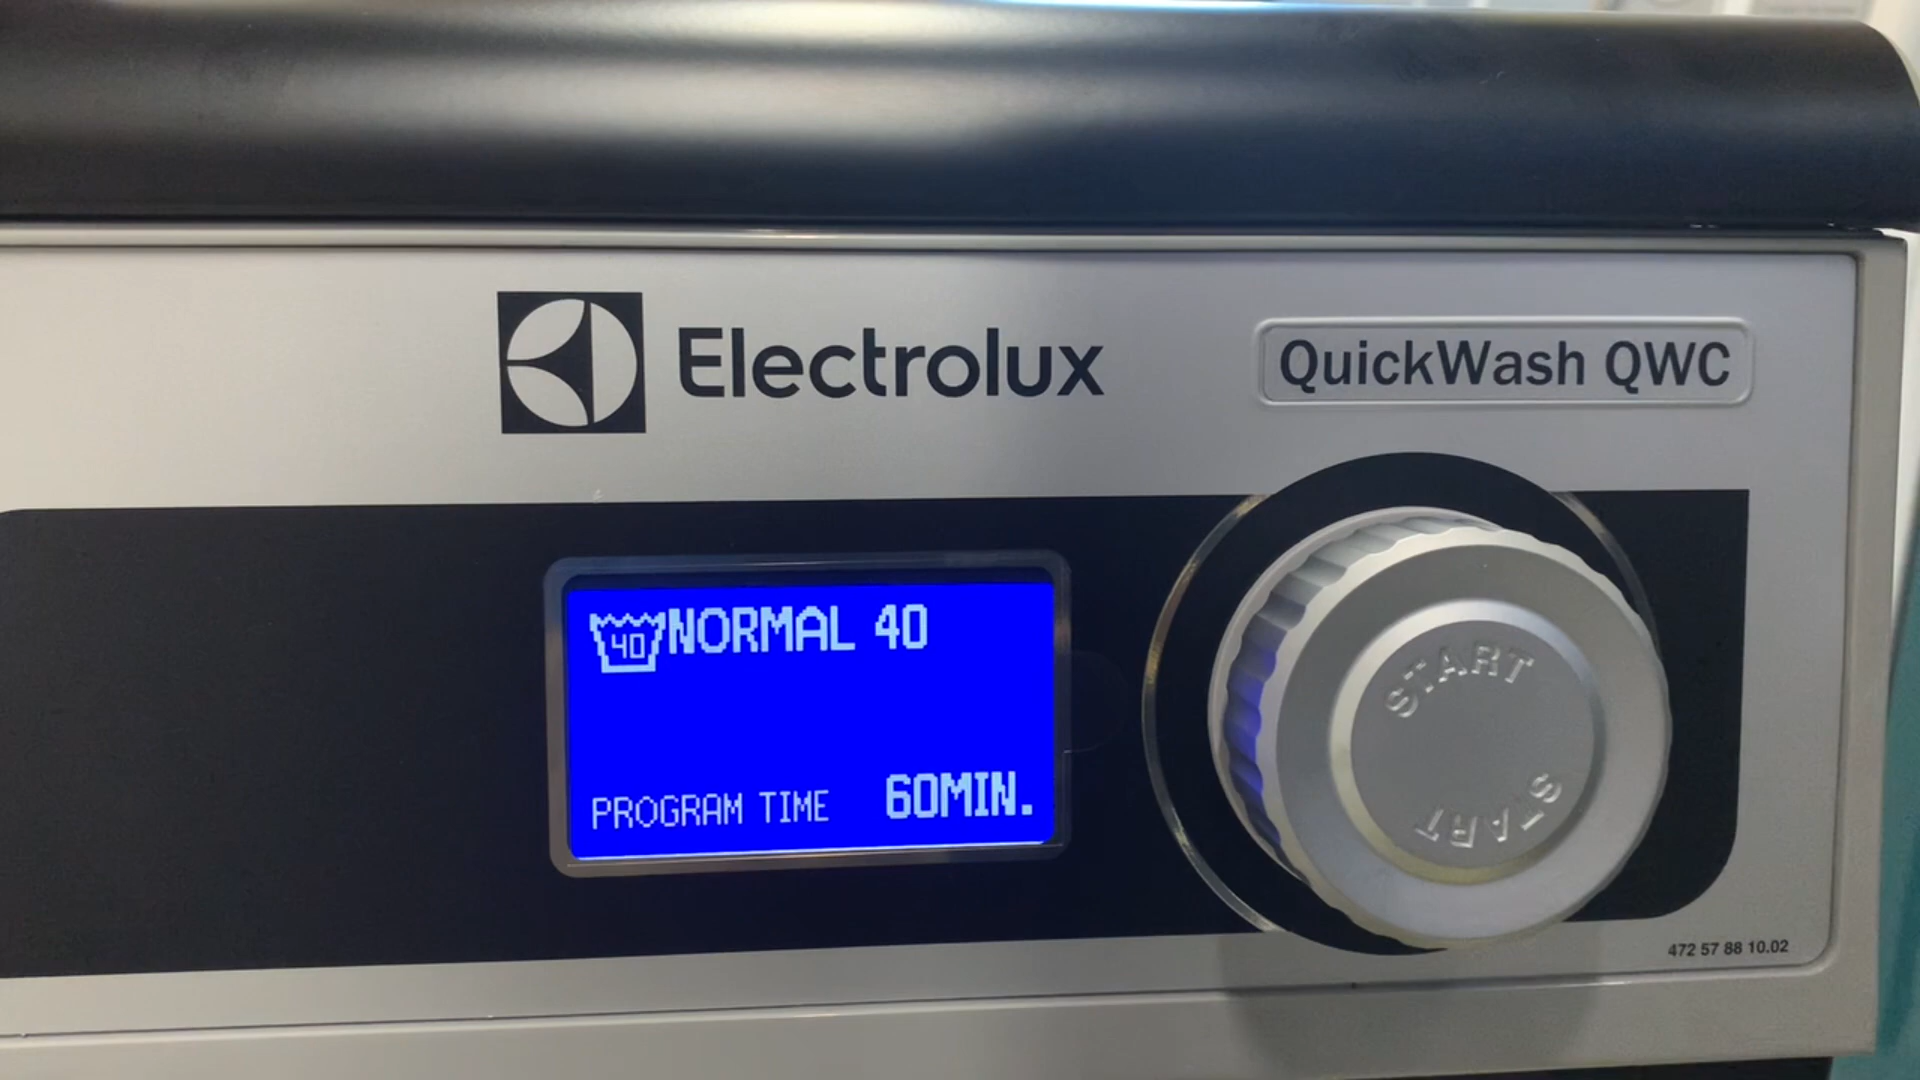 Electrolux
QuickWash QWC
40 NORMAL 40
PROGRAM TIME 60MIN.
START
START
472 57 88 10.02